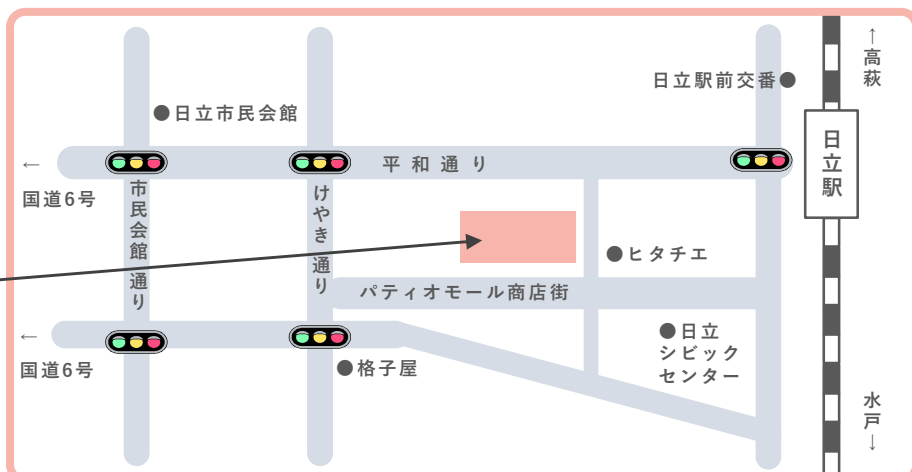 ↑
高萩
日立駅前交番
日立市民会館
日立駅
←
国道6号
平和通り
市民会館通り
けやき通り
ヒタチエ
パティオモール商店街
←
国道6号
日立
シビック
センター
格子屋
水戸
↓